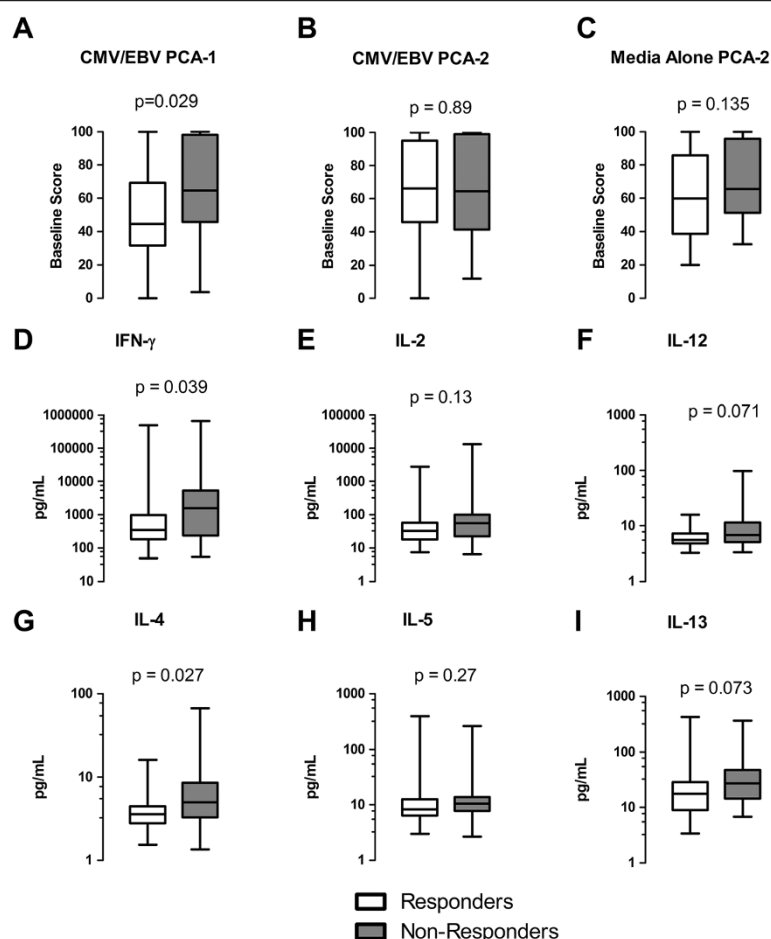 A
CMV/EBV PCA-1
p=0.029
Baseline Score
100
80
60
40
20
0
B
CMV/EBV PCA-2
p = 0.89
Baseline Score
100
80
60
40
20
0
C
Media Alone PCA-2
p = 0.135
Baseline Score
100
80
60
40
20
0
D
IFN-γ
p = 0.039
pg/mL
1000000
100000
10000
1000
100
10
E
IL-2
p = 0.13
pg/mL
100000
10000
1000
100
10
1
F
IL-12
p = 0.071
pg/mL
1000
100
10
1
G
IL-4
p = 0.027
pg/mL
100
10
1
H
IL-5
p = 0.27
pg/mL
1000
100
10
1
I
IL-13
p = 0.073
pg/mL
1000
100
10
1
Responders
Non-Responders